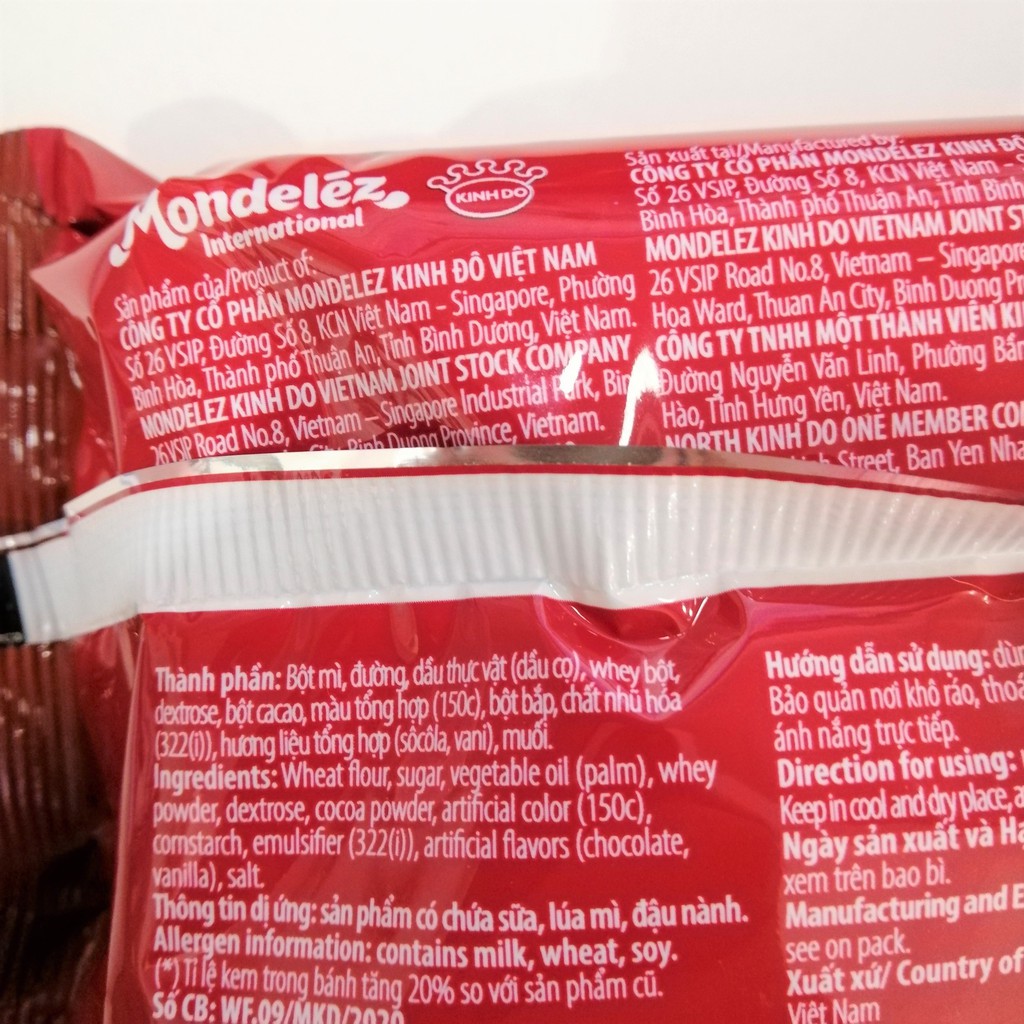 Mondelēz
International
KINH DO
Sản phẩm của/Product of:
CÔNG TY CỔ PHẦN MONDELEZ KINH ĐÔ VIỆT NAM
Số 26 VSIP, Đường Số 8, KCN Việt Nam – Singapore, Phường
Bình Hòa, Thành phố Thuận An, Tỉnh Bình Dương, Việt Nam.
MONDELEZ KINH DO VIETNAM JOINT STOCK COMPANY
26 VSIP Road No.8, Vietnam – Singapore Industrial Park, Bin
Binh Duong Province, Vietnam.
Sản xuất tại/Manufactured by:
CÔNG TY CỔ PHẦN MONDELEZ KINH ĐÔ
Số 26 VSIP, Đường Số 8, KCN Việt Nam –
Bình Hòa, Thành phố Thuận An, Tỉnh Bình
MONDELEZ KINH DO VIETNAM JOINT ST
26 VSIP Road No.8, Vietnam – Singapore
Hoa Ward, Thuan An City, Binh Duong Pr
CÔNG TY TNHH MỘT THÀNH VIÊN KI
Đường Nguyễn Văn Linh, Phường Bần
Hào, Tỉnh Hưng Yên, Việt Nam.
NORTH KINH DO ONE MEMBER CO
Street, Ban Yen Nha
Thành phần: Bột mì, đường, dầu thực vật (dầu cọ), whey bột,
dextrose, bột cacao, màu tổng hợp (150c), bột bắp, chất nhũ hóa
(322(i)), hương liệu tổng hợp (sôcôla, vani), muối.
Ingredients: Wheat flour, sugar, vegetable oil (palm), whey
powder, dextrose, cocoa powder, artificial color (150c),
cornstarch, emulsifier (322(i)), artificial flavors (chocolate,
vanilla), salt.
Thông tin dị ứng: sản phẩm có chứa sữa, lúa mì, đậu nành.
Allergen information: contains milk, wheat, soy.
(*) Tỉ lệ kem trong bánh tăng 20% so với sản phẩm cũ.
Số CB: WF.09/MKD/2020
Hướng dẫn sử dụng: dùn
Bảo quản nơi khô ráo, thoá
ánh nắng trực tiếp.
Direction for using:
Keep in cool and dry place, a
Ngày sản xuất và Hạ
xem trên bao bì.
Manufacturing and E
see on pack.
Xuất xứ/ Country of
Việt Nam